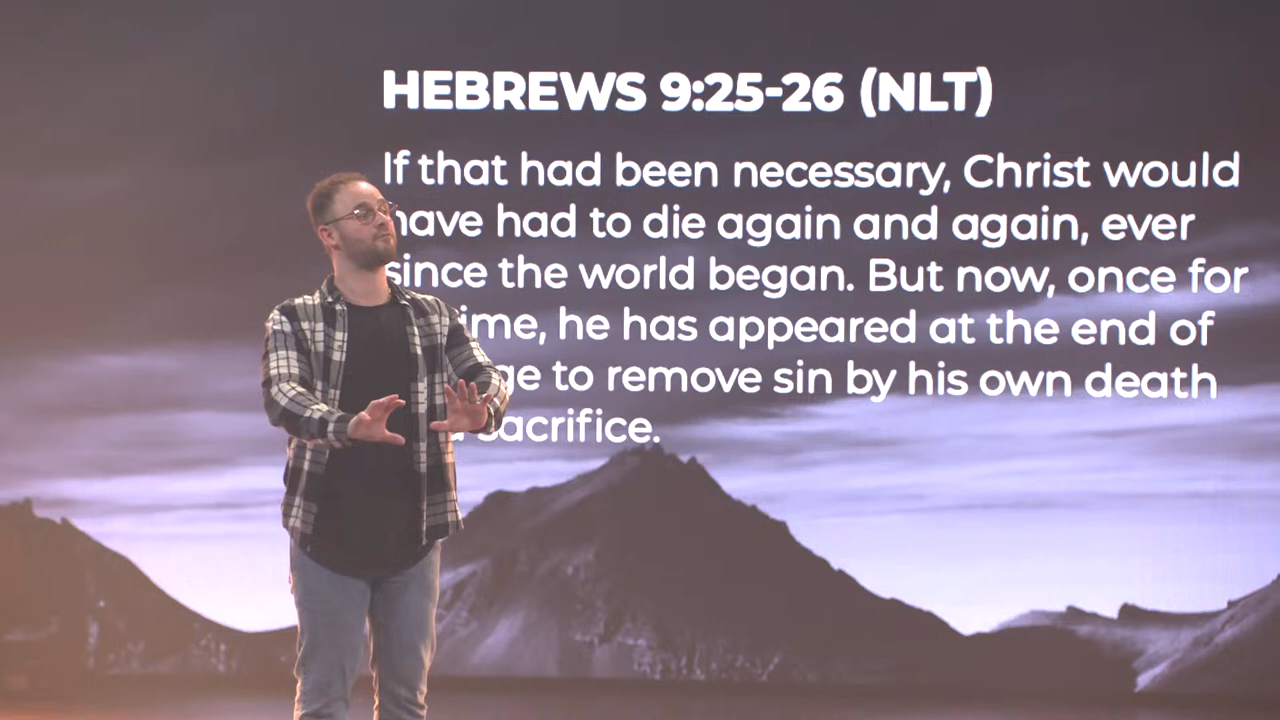 HEBREWS 9:25-26 (NLT)
If that had been necessary, Christ would
have had to die again and again, ever
since the world began. But now, once for
time, he has appeared at the end of
to remove sin by his own death
sacrifice.